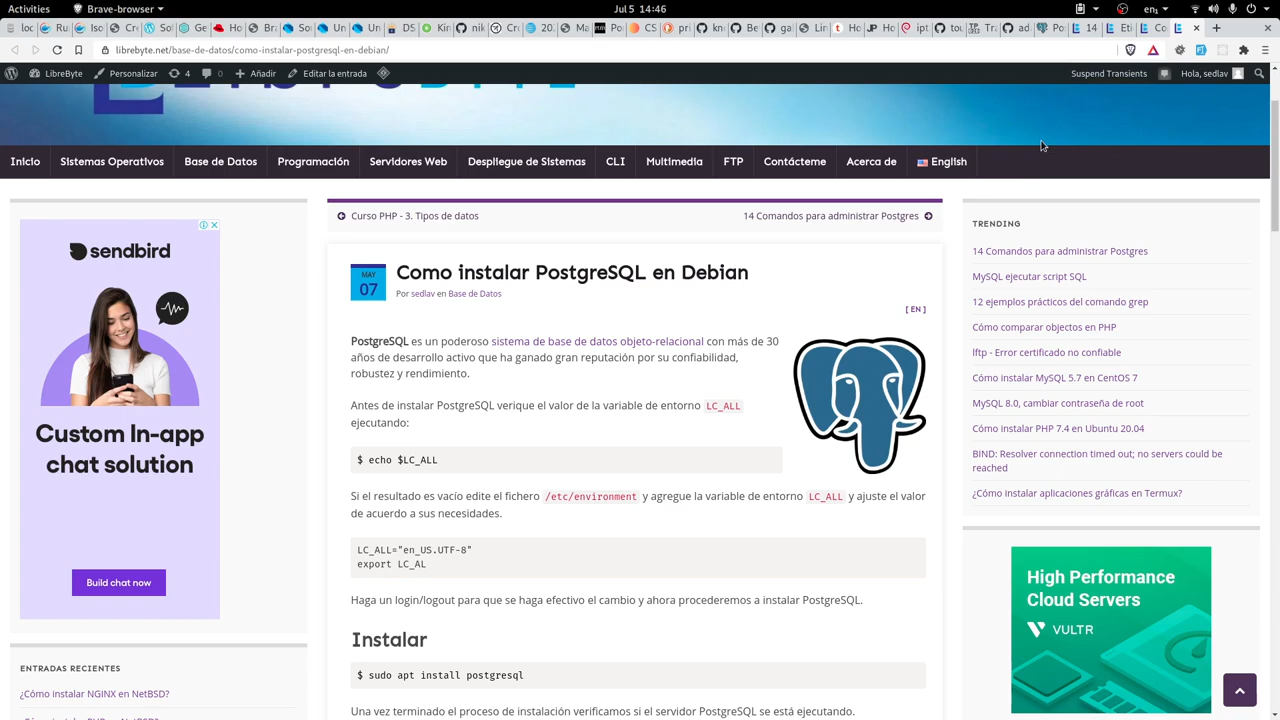 Activities
Brave-browser
Jul 5 14:46
librebyte.net/base-de-datos/como-instalar-postgresql-en-debian/
LibreByte
Personalizar
4
0
Añadir
Editar la entrada
Suspend Transients
Hola, sedlav
Inicio
Sistemas Operativos
Base de Datos
Programación
Servidores Web
Despliegue de Sistemas
CLI
Multimedia
FTP
Contácteme
Acerca de
English
sendbird
Custom In-app
chat solution
Build chat now
ENTRADAS RECIENTES
¿Cómo instalar NGINX en NetBSD?
Curso PHP - 3. Tipos de datos
14 Comandos para administrar Postgres
MAY
07
Como instalar PostgreSQL en Debian
Por sedlav en Base de Datos
[ EN ]
PostgreSQL es un poderoso sistema de base de datos objeto-relacional con más de 30
años de desarrollo activo que ha ganado gran reputación por su confiabilidad,
robustez y rendimiento.
Antes de instalar PostgreSQL verique el valor de la variable de entorno LC_ALL
ejecutando:
$ echo $LC_ALL
Si el resultado es vacío edite el fichero /etc/environment y agregue la variable de entorno LC_ALL y ajuste el valor
de acuerdo a sus necesidades.
LC_ALL="en_US.UTF-8"
export LC_AL
Haga un login/logout para que se haga efectivo el cambio y ahora procederemos a instalar PostgreSQL.
Instalar
$ sudo apt install postgresql
Una vez terminado el proceso de instalación verificamos si el servidor PostgreSQL se está ejecutando.
TRENDING
14 Comandos para administrar Postgres
MySQL ejecutar script SQL
12 ejemplos prácticos del comando grep
Cómo comparar objectos en PHP
lftp - Error certificado no confiable
Cómo instalar MySQL 5.7 en CentOS 7
MySQL 8.0, cambiar contraseña de root
Cómo instalar PHP 7.4 en Ubuntu 20.04
BIND: Resolver connection timed out; no servers could be
reached
¿Cómo instalar aplicaciones gráficas en Termux?
High Performance
Cloud Servers
VULTR